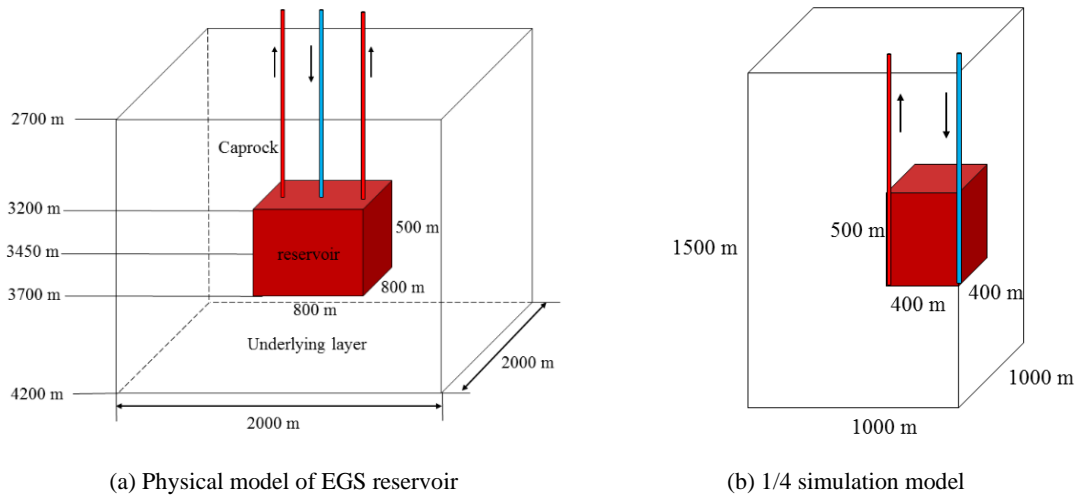 2700 m
Caprock
3200 m
500 m
reservoir
3450 m
800 m
3700 m
800 m
Underlying layer
2000 m
4200 m
2000 m
(a) Physical model of EGS reservoir
500 m
1500 m
400 m
400 m
1000 m
1000 m
(b) 1/4 simulation model